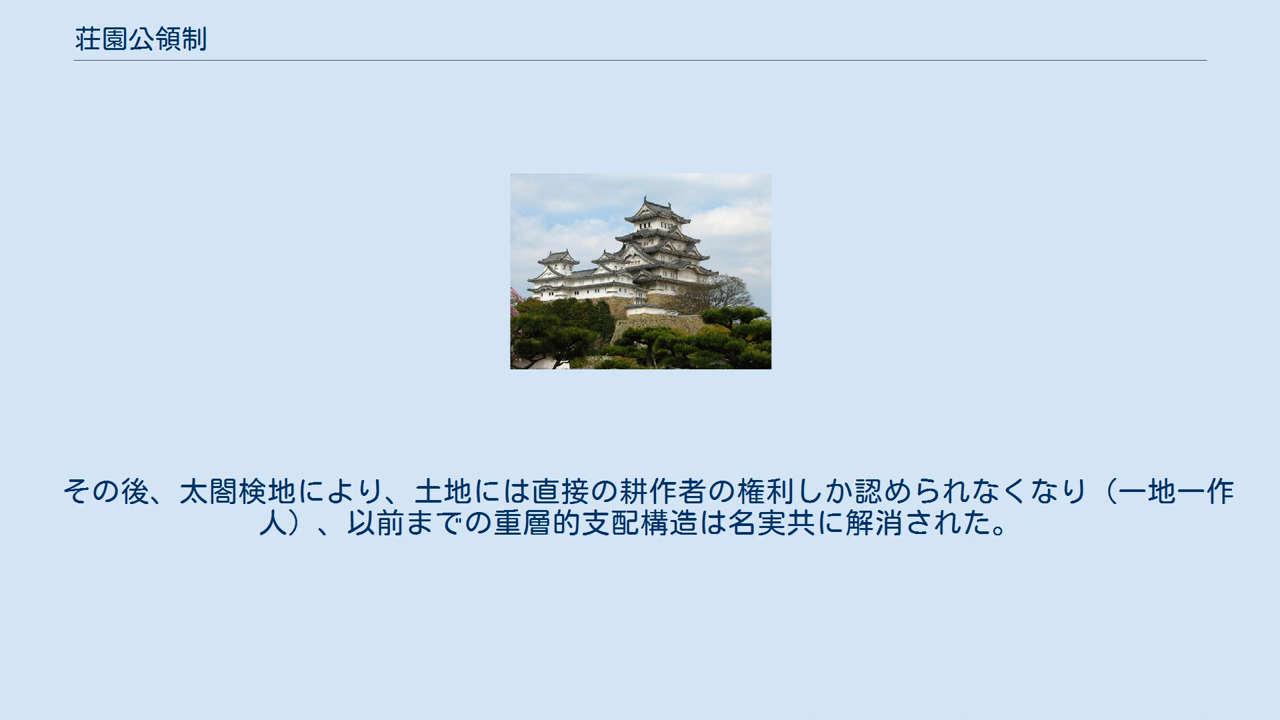 荘園公領制
その後、太閤検地により、土地には直接の耕作者の権利しか認められなくなり（一地一作
人）、以前までの重層的支配構造は名実共に解消された。